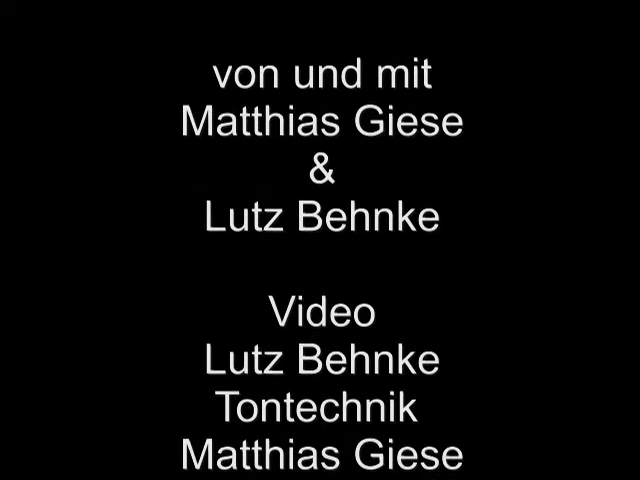 von und mit
Matthias Giese
&
Lutz Behnke
Video
Lutz Behnke
Tontechnik
Matthias Giese